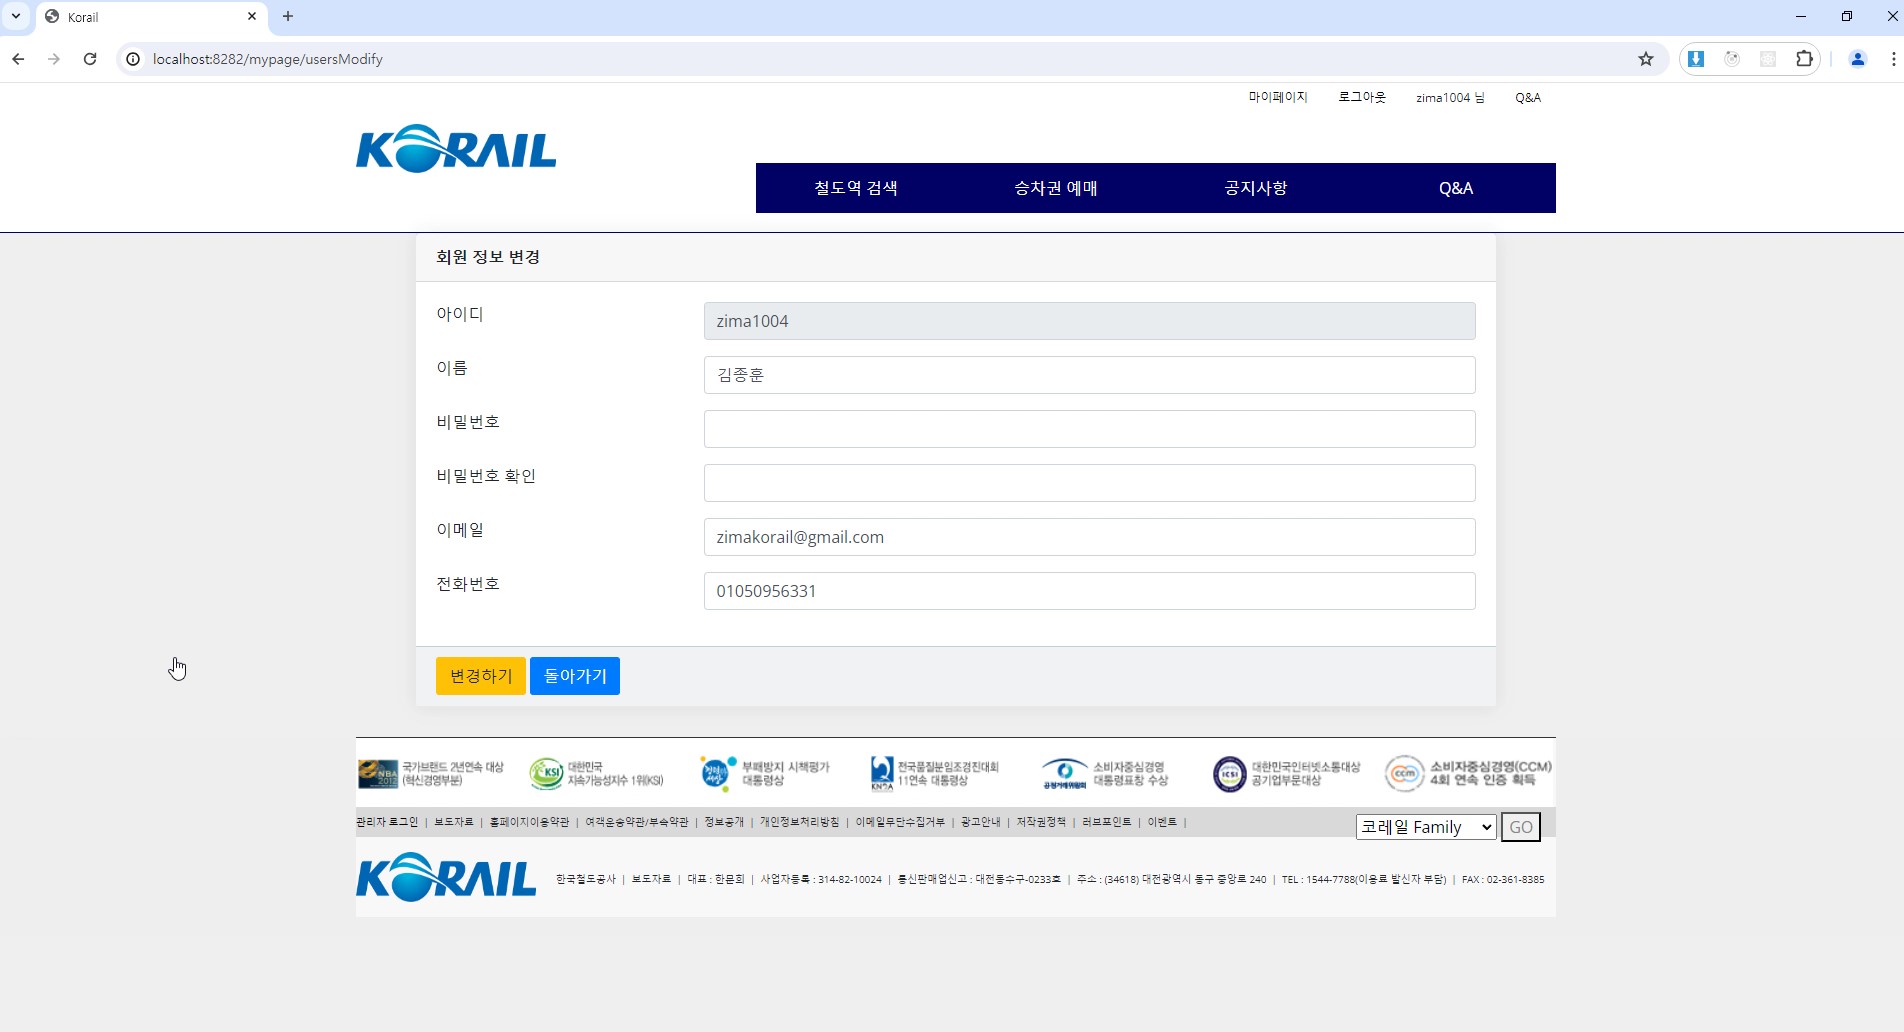 Korail
localhost:8282/mypage/usersModify
마이페이지 로그아웃 zima1004 님 Q&A
KORAIL
철도역 검색 승차권 예매 공지사항 Q&A
회원 정보 변경
아이디 zima1004
이름 김종훈
비밀번호
비밀번호 확인
이메일 zimakorail@gmail.com
전화번호 01050956331
변경하기 돌아가기
국가브랜드 2년연속 대상 대한민국 부패방지 시책평가 전국품질분임조경진대회 소비자중심경영 대한민국인터넷소통대상 소비자중심경영(CCM)
(혁신경영부분) 지속가능성지수 1위(KSI) 대통령상 11연속 대통령상 대통령표창 수상 공기업부문대상 4회 연속 인증 획득
관리자 로그인 | 보도자료 | 홈페이지이용약관 | 여객운송약관/부속약관 | 정보공개 | 개인정보처리방침 | 이메일무단수집거부 | 광고안내 | 저작권정책 | 러브포인트 | 이벤트 | 코레일 Family GO
KORAIL 한국철도공사 | 보도자료 | 대표 : 한문희 | 사업자등록 : 314-82-10024 | 통신판매업신고 : 대전동수구-0233호 | 주소 : (34618) 대전광역시 동구 중앙로 240 | TEL : 1544-7788(이용료 발신자 부담) | FAX : 02-361-8385